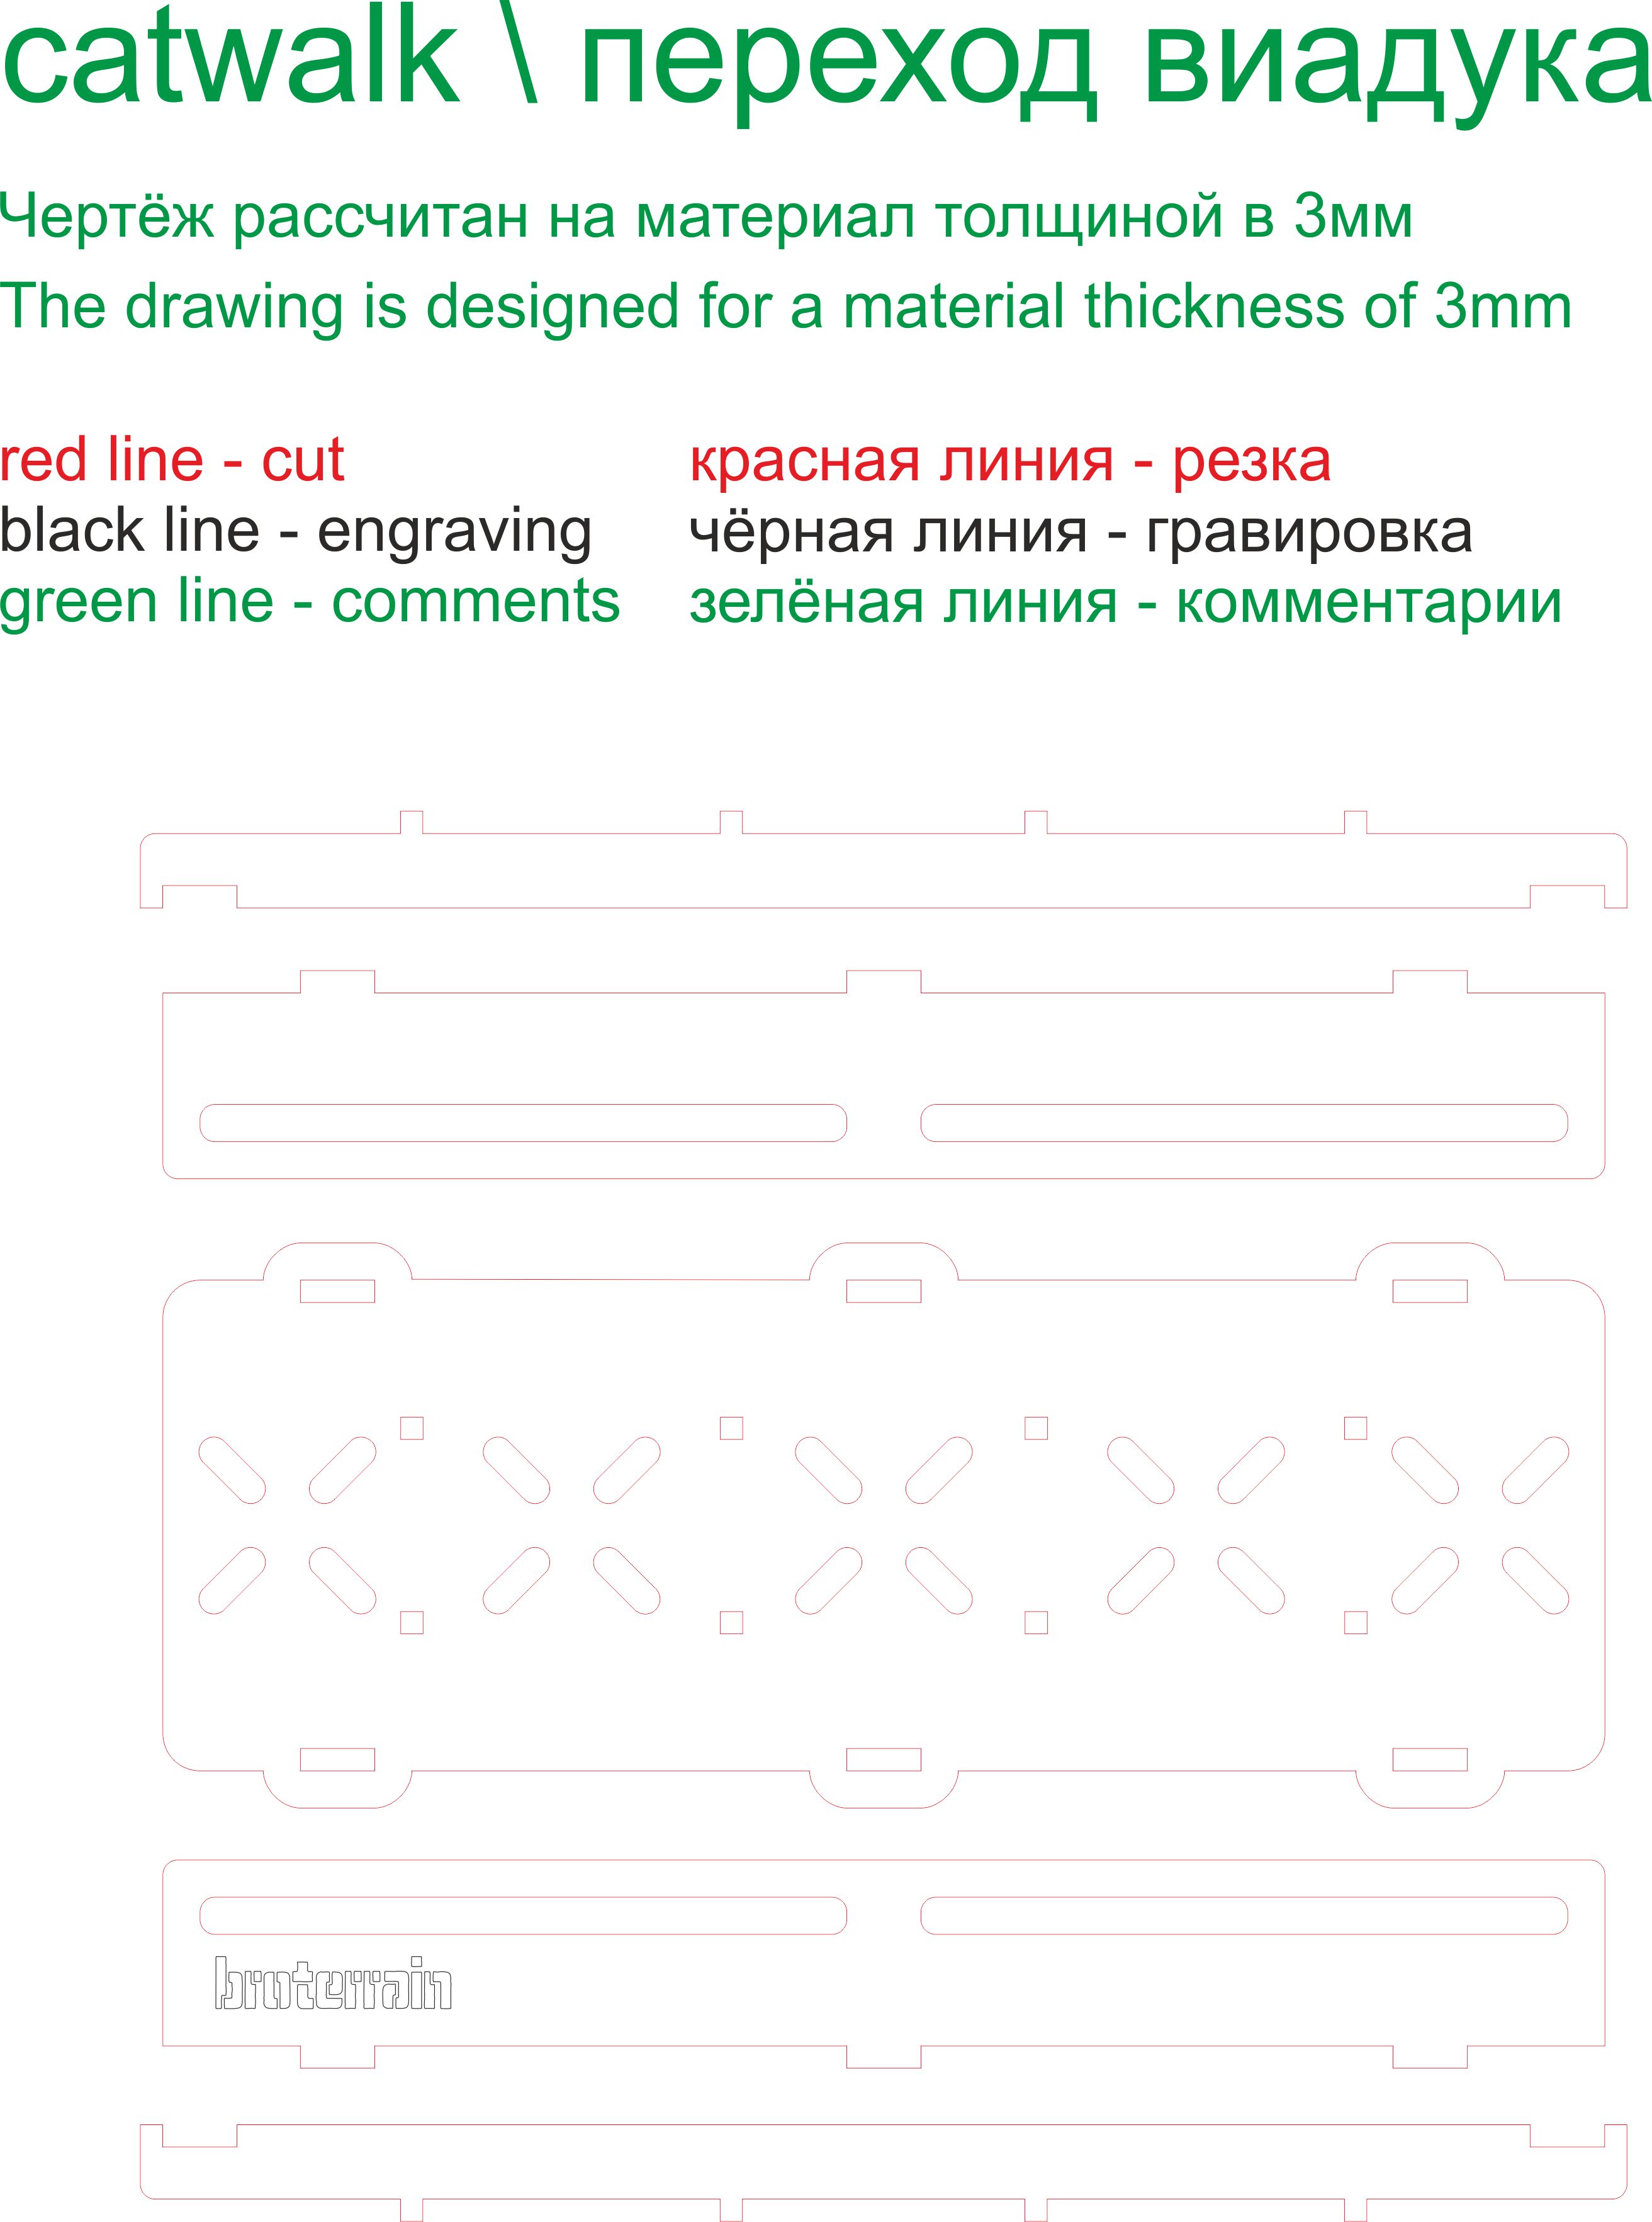 catwalk \ переход виадука
Чертёж рассчитан на материал толщиной в 3мм
The drawing is designed for a material thickness of 3mm
red line - cut красная линия - резка
black line - engraving чёрная линия - гравировка
green line - comments зелёная линия - комментарии
bruterrain